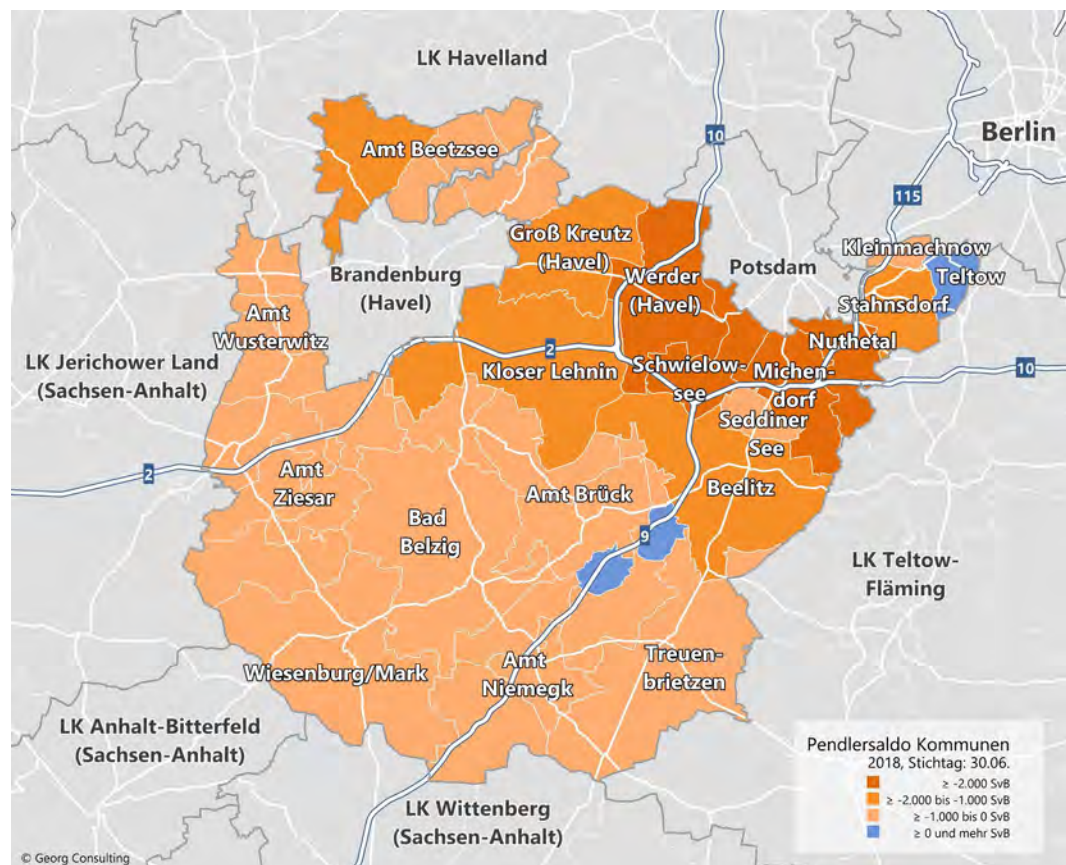 LK Havelland
Berlin
10
Amt Beetzsee
115
Groß Kreutz
(Havel)
Kleinmachnow
Brandenburg
(Havel)
Werder
(Havel)
Potsdam
Teltow
Stahnsdorf
Amt
Wusterwitz
Nuthetal
LK Jerichower Land
(Sachsen-Anhalt)
2
Kloser Lehnin
Schwielow-
see
Michen-
dorf
10
Seddiner
See
2
Amt
Ziesar
Amt Brück
Beelitz
Bad
Belzig
9
LK Teltow-
Fläming
Wiesenburg/Mark
Amt
Niemegk
Treuen-
brietzen
LK Anhalt-Bitterfeld
(Sachsen-Anhalt)
LK Wittenberg
(Sachsen-Anhalt)
Pendlersaldo Kommunen
2018, Stichtag: 30.06.
≥ -2.000 SvB
≥ -2.000 bis -1.000 SvB
≥ -1.000 bis 0 SvB
≥ 0 und mehr SvB
© Georg Consulting